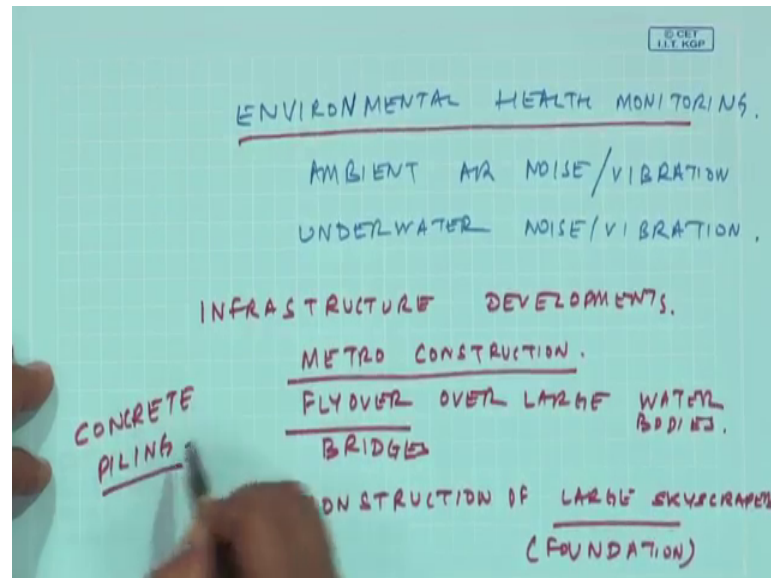 © CET
I.I.T. KGP
ENVIRONMENTAL HEALTH MONITORING.
AMBIENT AIR NOISE/VIBRATION
UNDERWATER NOISE/VIBRATION.
INFRASTRUCTURE DEVELOPMENTS.
METRO CONSTRUCTION.
FLYOVER OVER LARGE WATER BODIES.
BRIDGES
CONCRETE
PILING
ONSTRUCTION OF LARGE SKYSCRAPERS
(FOUNDATION)